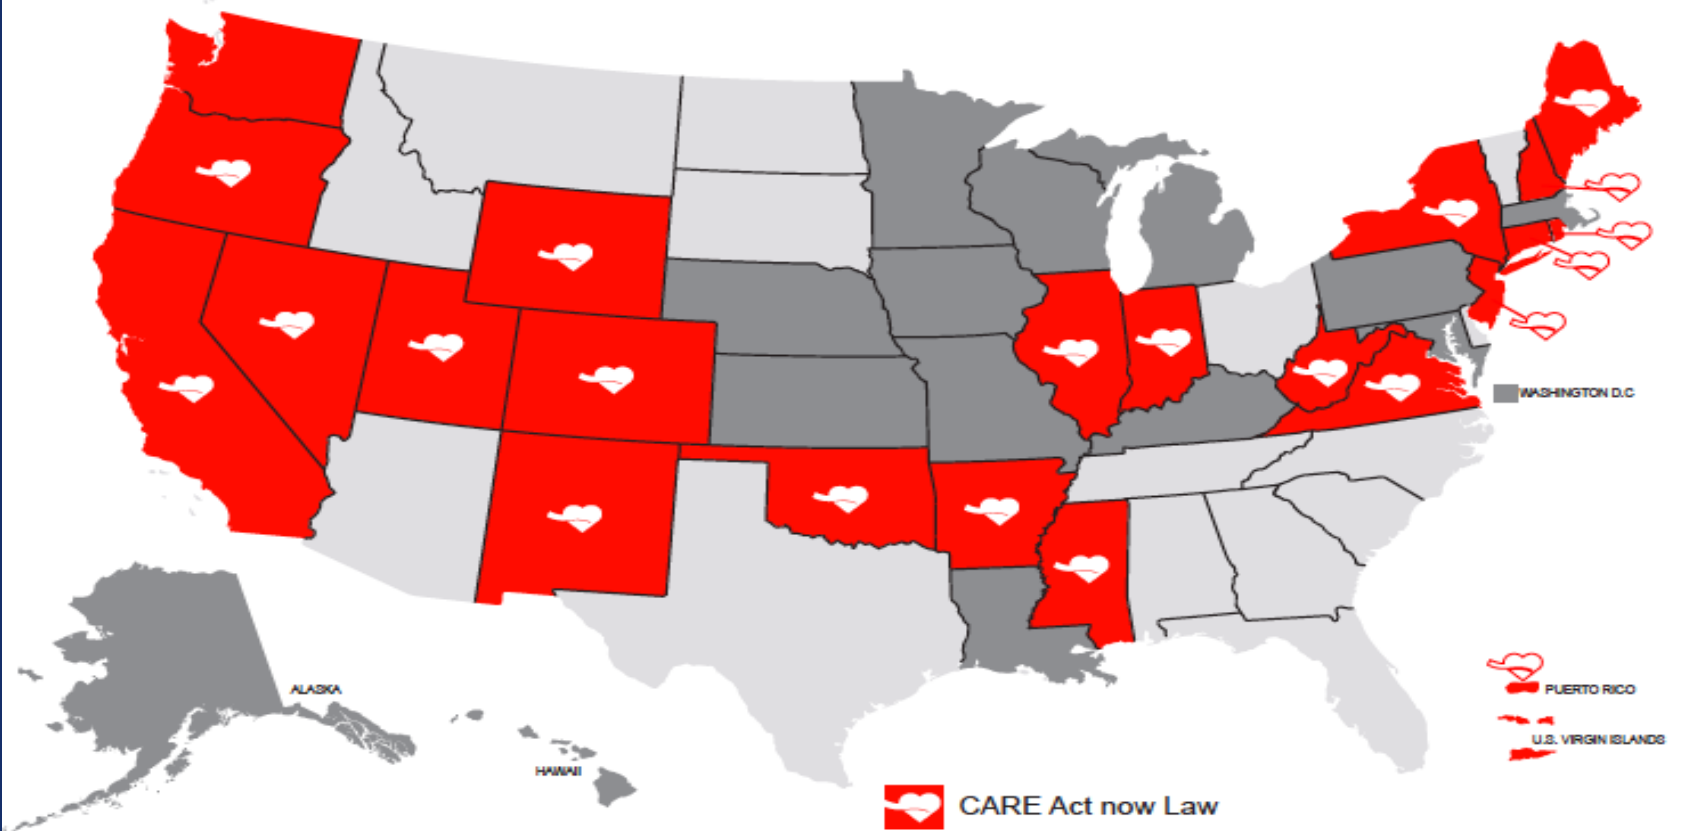 WASHINGTON D.C
ALASKA
HAWAII
PUERTO RICO
U.S. VIRGIN ISLANDS
CARE Act now Law